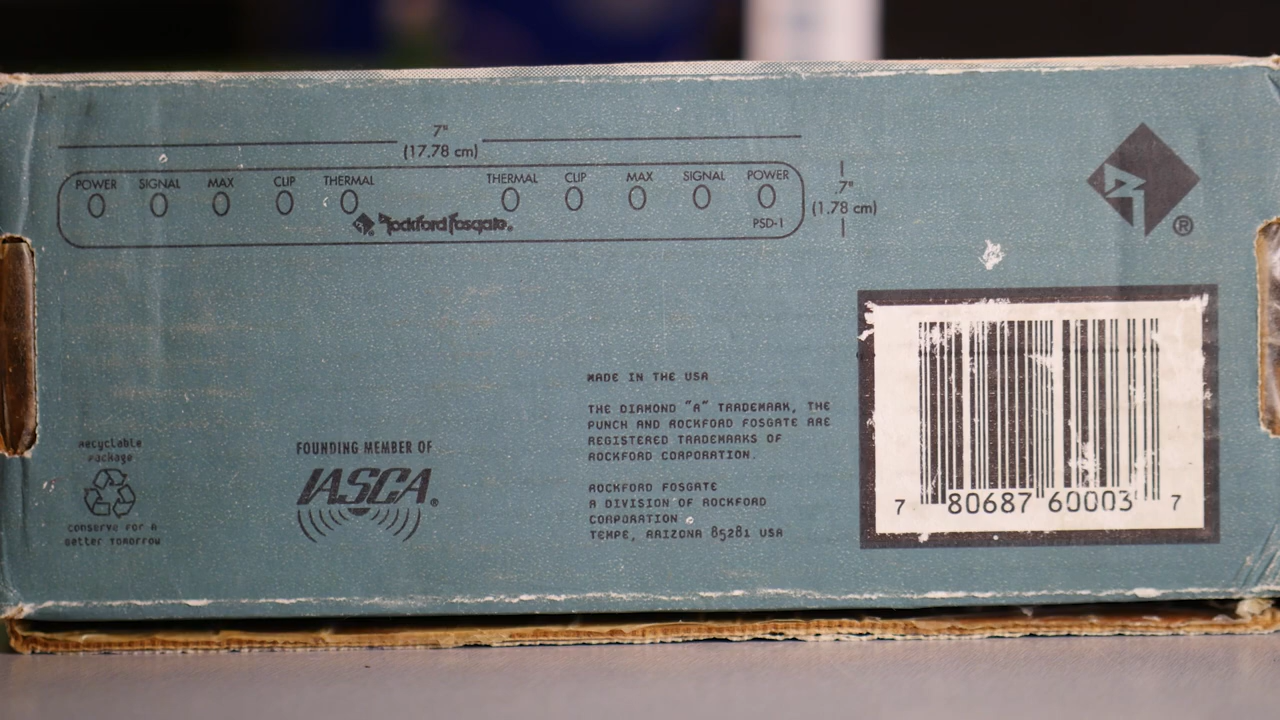 7"
(17.78 cm)
POWER SIGNAL MAX CLIP THERMAL THERMAL CLIP MAX SIGNAL POWER
Rockford Fosgate®
PSD-1
.7"
(1.78 cm)
®
MADE IN THE USA
THE DIAMOND "R" TRADEMARK, THE
PUNCH AND ROCKFORD FOSGATE ARE
REGISTERED TRADEMARKS OF
ROCKFORD CORPORATION.
ROCKFORD FOSGATE
A DIVISION OF ROCKFORD
CORPORATION
TEMPE, ARIZONA 85281 USA
Recyclable
Package
Conserve For A
Better Tomorrow
FOUNDING MEMBER OF
IASCA®
7 80687 60003 7